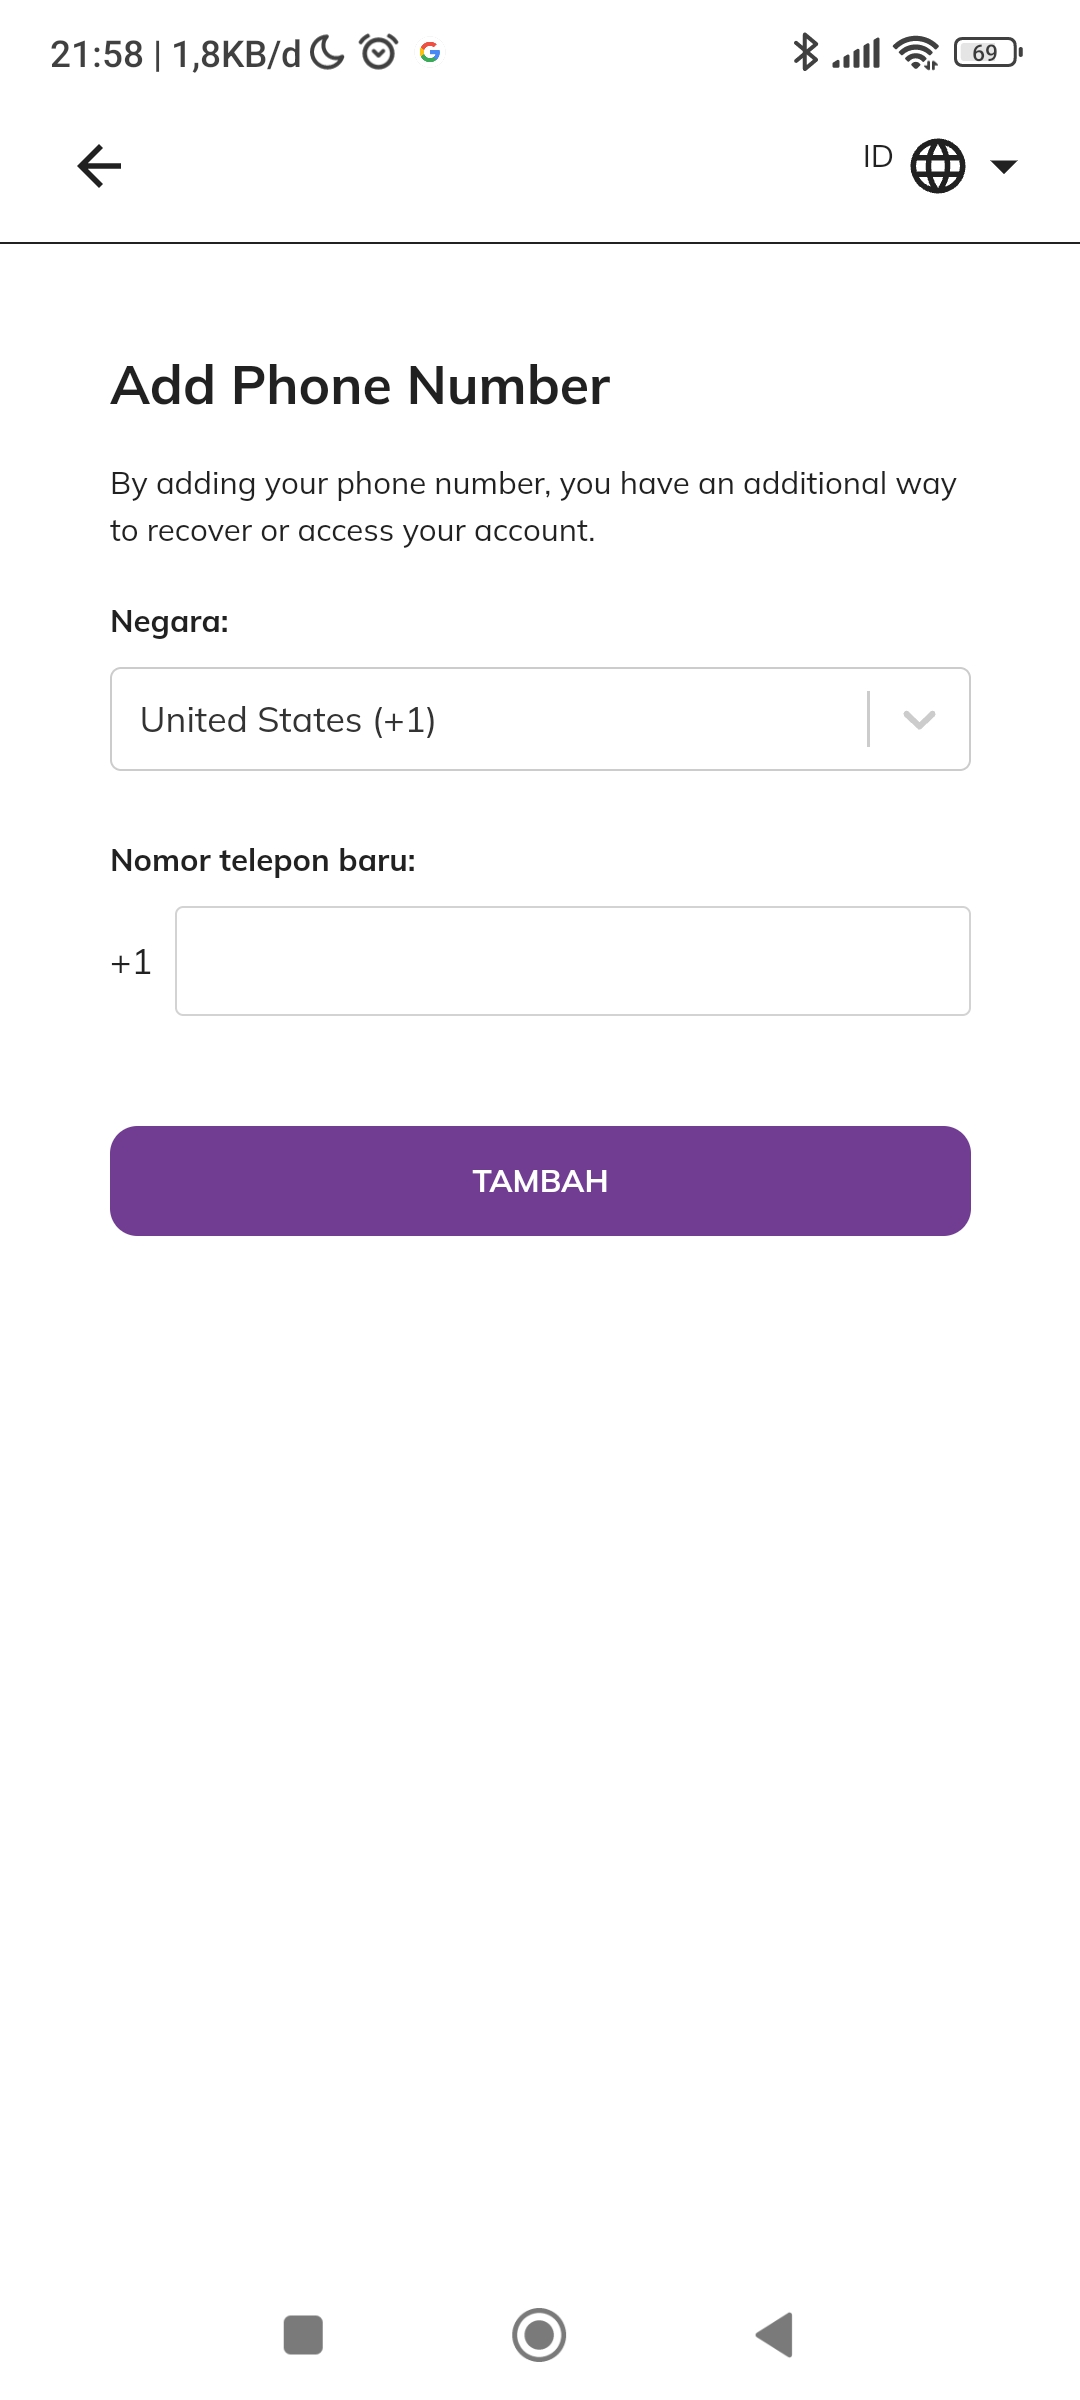 21:58 | 1,8KB/d
69
ID
Add Phone Number
By adding your phone number, you have an additional way
to recover or access your account.
Negara:
United States (+1)
Nomor telepon baru:
+1
TAMBAH